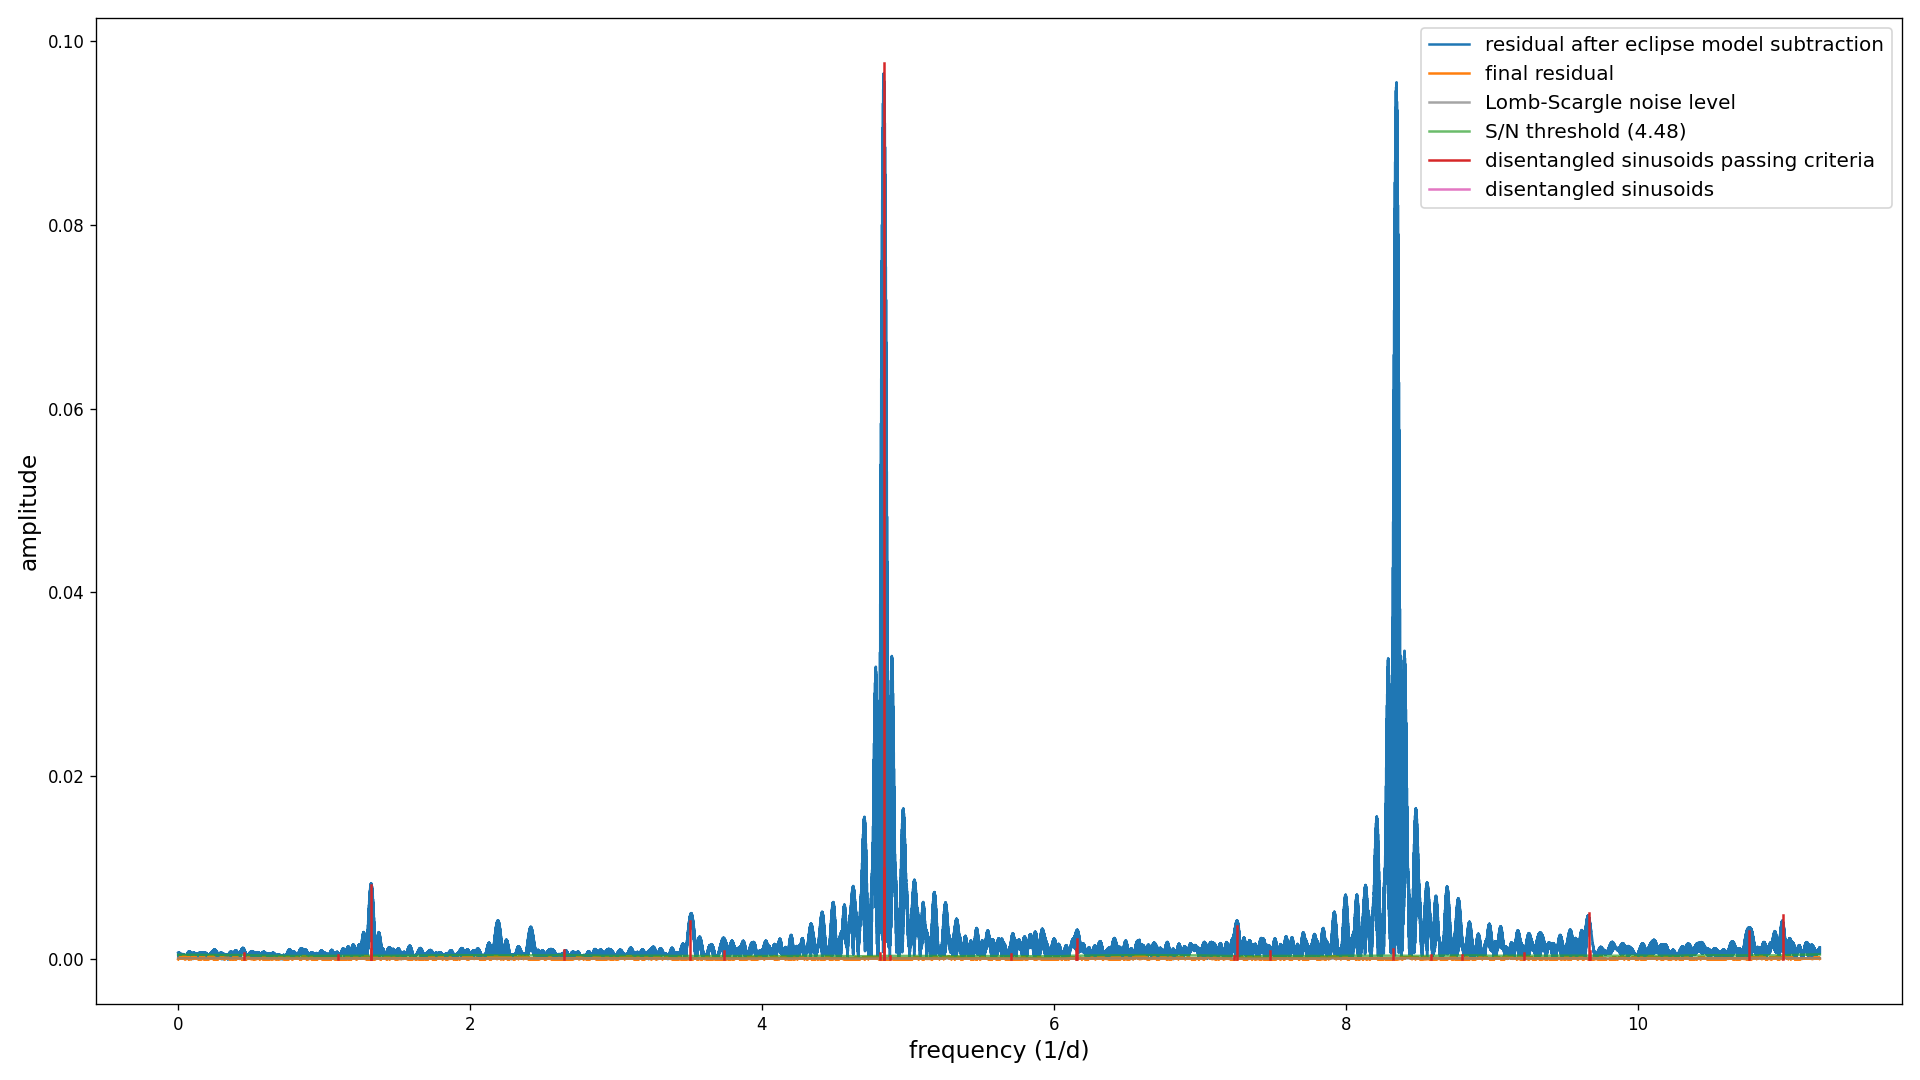 0.10
0.08
0.06
0.04
0.02
0.00
amplitude
0
2
4
6
8
10
frequency (1/d)
residual after eclipse model subtraction
final residual
Lomb-Scargle noise level
S/N threshold (4.48)
disentangled sinusoids passing criteria
disentangled sinusoids